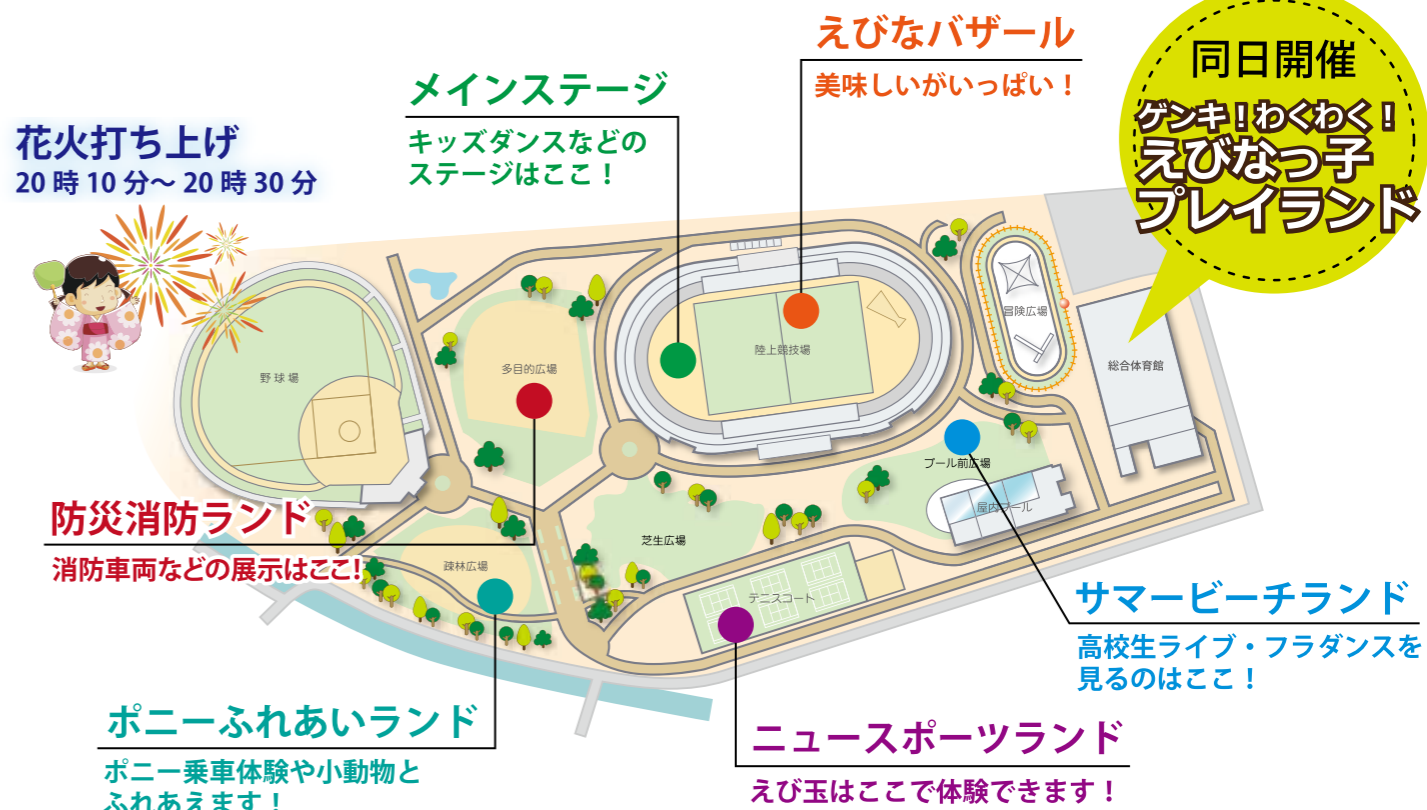 えびなバザール
美味しいがいっぱい！
同日開催
ゲンキ！わくわく！
えびなっ子
プレイランド
メインステージ
キッズダンスなどの
ステージはここ！
花火打ち上げ
20時10分～20時30分
冒険広場
陸上競技場
総合体育館
多目的広場
野球場
プール前広場
屋内プール
防災消防ランド
消防車両などの展示はここ！
芝生広場
疎林広場
テニスコート
サマービーチランド
高校生ライブ・フラダンスを
見るのはここ！
ポニーふれあいランド
ポニー乗車体験や小動物と
ふれあえます！
ニュースポーツランド
えび玉はここで体験できます！